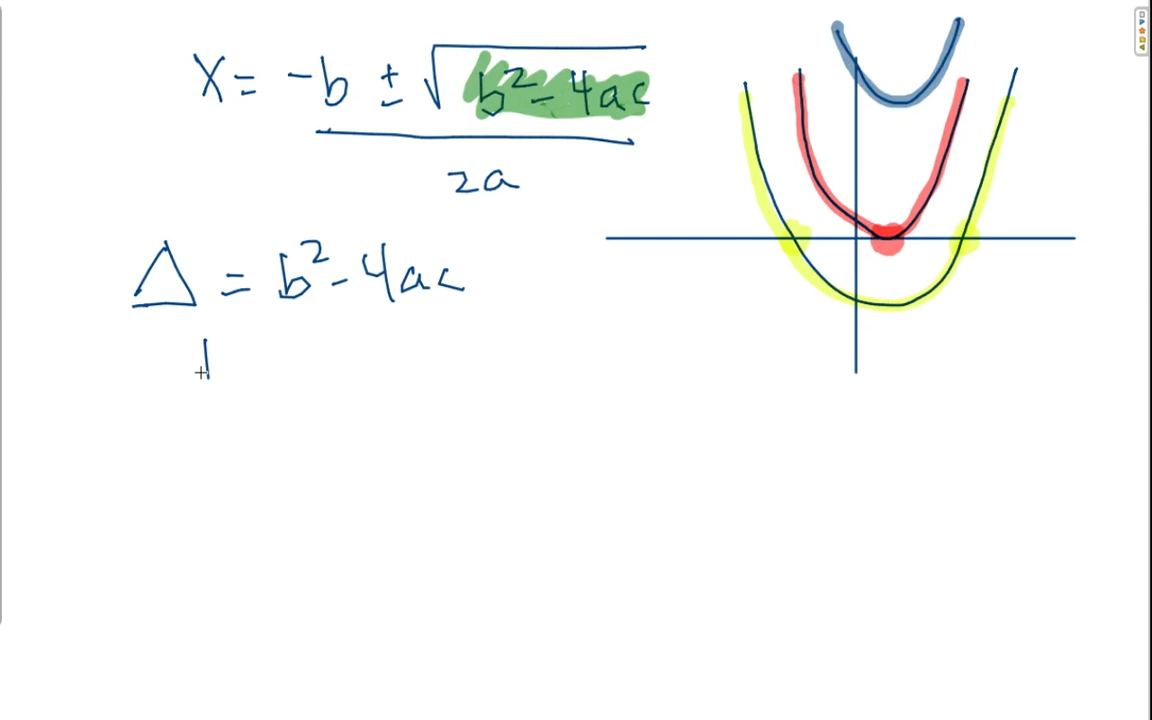 X = -b ± √b² - 4ac
2a
Δ = b² - 4ac